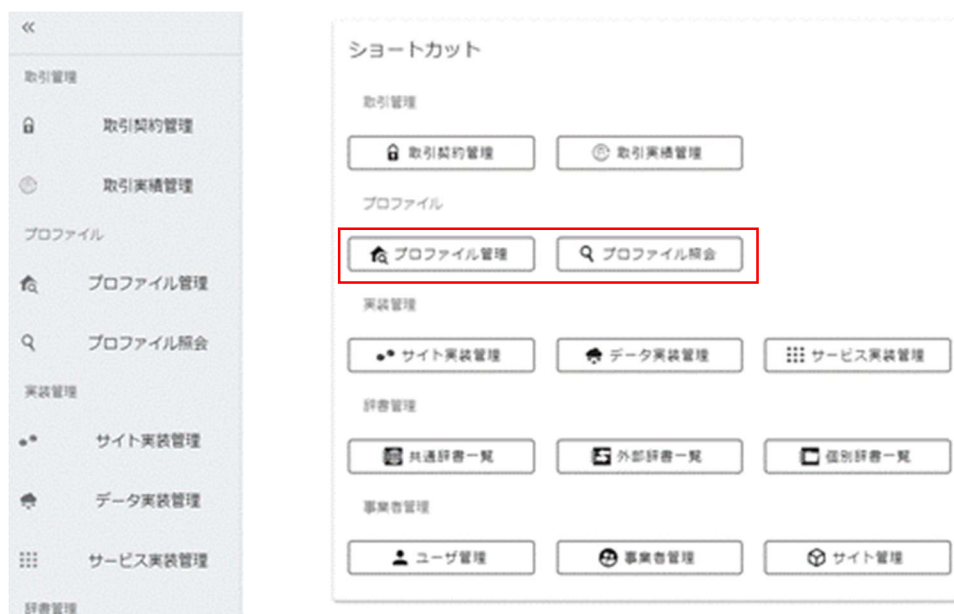 «
取引管理
取引契約管理
取引実績管理
プロファイル
プロファイル管理
プロファイル照会
実装管理
サイト実装管理
データ実装管理
サービス実装管理
辞書管理
ショートカット
取引管理
取引契約管理 取引実績管理
プロファイル
プロファイル管理 プロファイル照会
実装管理
サイト実装管理 データ実装管理 サービス実装管理
辞書管理
共通辞書一覧 外部辞書一覧 個別辞書一覧
事業者管理
ユーザ管理 事業者管理 サイト管理